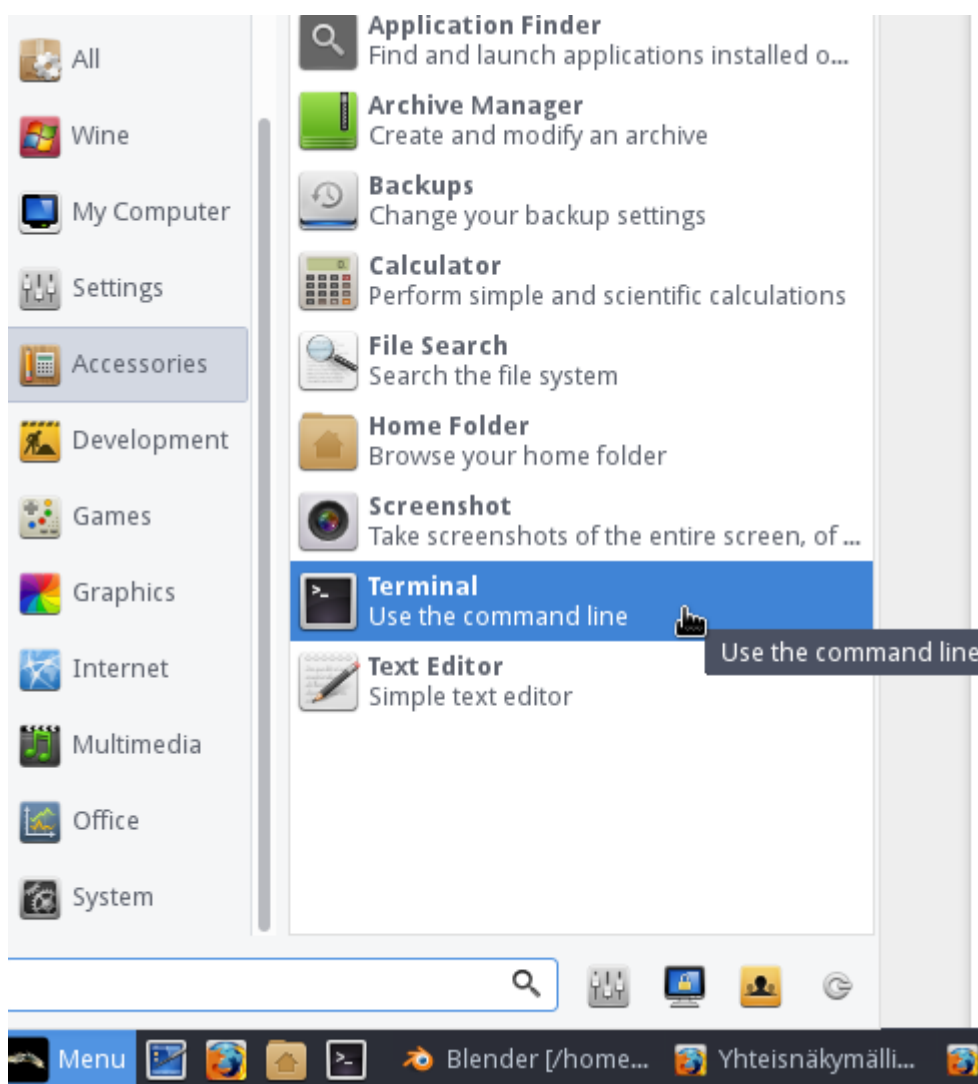 All
Wine
My Computer
Settings
Accessories
Development
Games
Graphics
Internet
Multimedia
Office
System
Application Finder
Find and launch applications installed o...
Archive Manager
Create and modify an archive
Backups
Change your backup settings
Calculator
Perform simple and scientific calculations
File Search
Search the file system
Home Folder
Browse your home folder
Screenshot
Take screenshots of the entire screen, of ...
Terminal
Use the command line
Use the command line
Text Editor
Simple text editor
Menu
Blender [/home...
Yhteisnäkymälli...